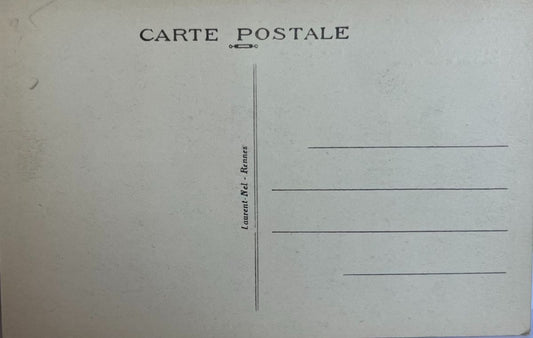 CARTE POSTALE
Laurent-Nel - Rennes